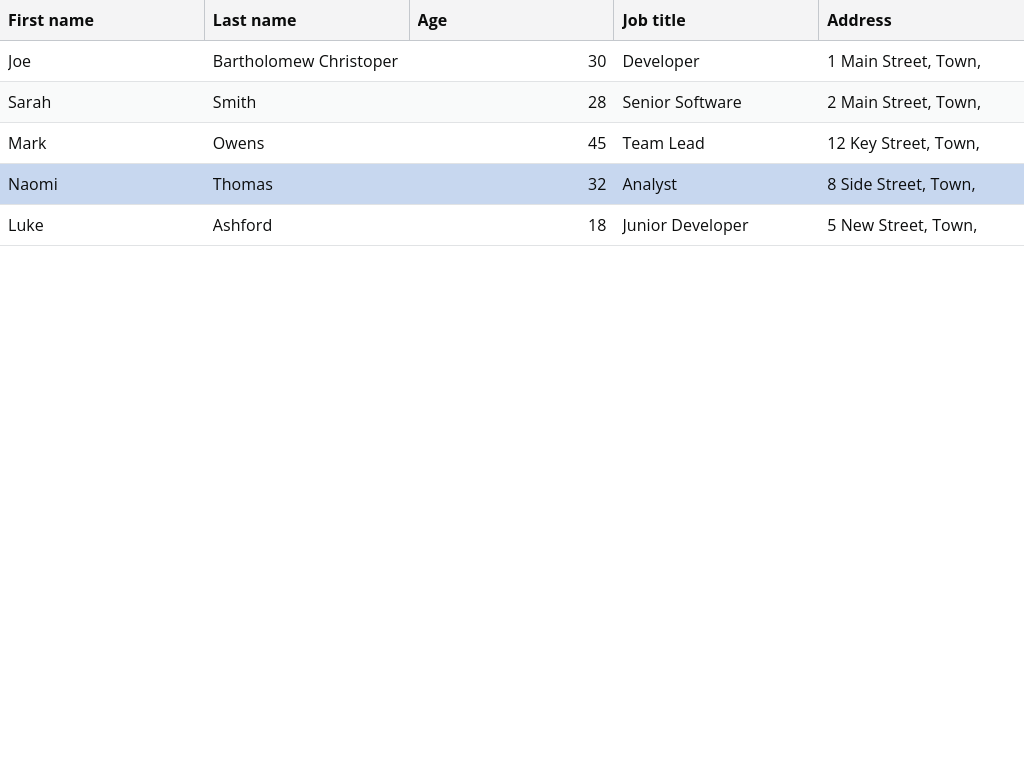 First name Last name Age Job title Address
Joe Bartholomew Christoper 30 Developer 1 Main Street, Town,
Sarah Smith 28 Senior Software 2 Main Street, Town,
Mark Owens 45 Team Lead 12 Key Street, Town,
Naomi Thomas 32 Analyst 8 Side Street, Town,
Luke Ashford 18 Junior Developer 5 New Street, Town,